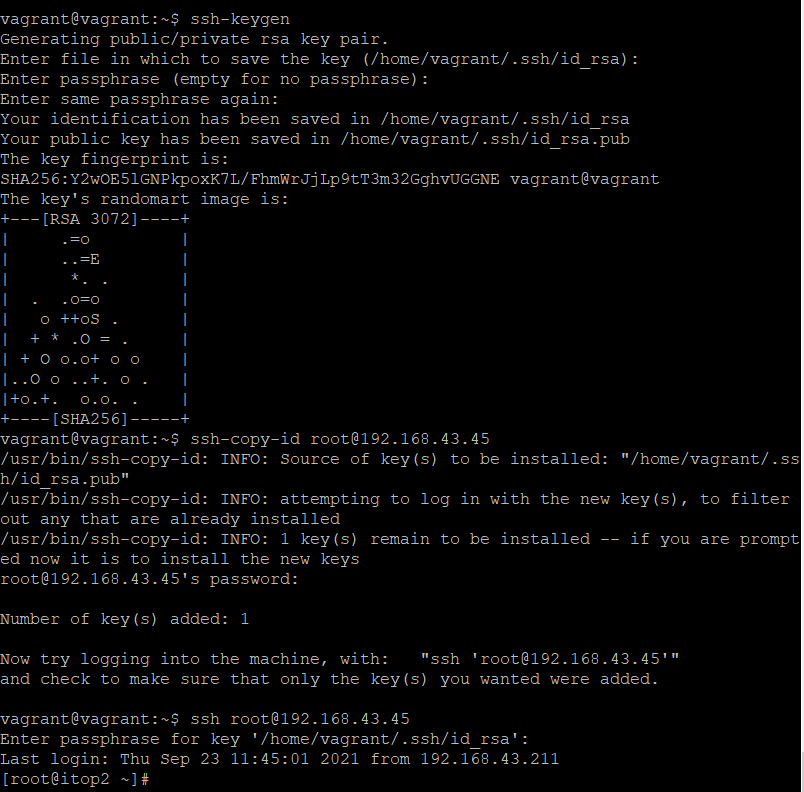 vagrant@vagrant:~$ ssh-keygen
Generating public/private rsa key pair.
Enter file in which to save the key (/home/vagrant/.ssh/id_rsa):
Enter passphrase (empty for no passphrase):
Enter same passphrase again:
Your identification has been saved in /home/vagrant/.ssh/id_rsa
Your public key has been saved in /home/vagrant/.ssh/id_rsa.pub
The key fingerprint is:
SHA256:Y2wOE5lGNPkpoxK7L/FhmWrJjLp9tT3m32GghvUGGNE vagrant@vagrant
The key's randomart image is:
+---[RSA 3072]----+
|     .=o         |
|     ..=E        |
|      *. .       |
|  .  .o=o        |
|   o ++oS .      |
|  + * .O = .     |
| + O o.o+ o o    |
|..O o ..+. o .   |
|+o.+.  o.o. .    |
+----[SHA256]-----+
vagrant@vagrant:~$ ssh-copy-id root@192.168.43.45
/usr/bin/ssh-copy-id: INFO: Source of key(s) to be installed: "/home/vagrant/.ss
h/id_rsa.pub"
/usr/bin/ssh-copy-id: INFO: attempting to log in with the new key(s), to filter
out any that are already installed
/usr/bin/ssh-copy-id: INFO: 1 key(s) remain to be installed -- if you are prompt
ed now it is to install the new keys
root@192.168.43.45's password:
Number of key(s) added: 1
Now try logging into the machine, with:   "ssh 'root@192.168.43.45'"
and check to make sure that only the key(s) you wanted were added.
vagrant@vagrant:~$ ssh root@192.168.43.45
Enter passphrase for key '/home/vagrant/.ssh/id_rsa':
Last login: Thu Sep 23 11:45:01 2021 from 192.168.43.211
[root@itop2 ~]#